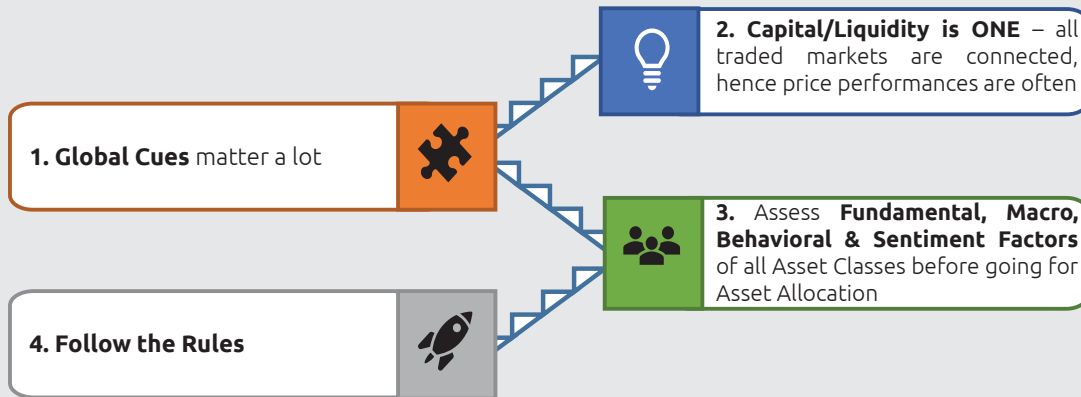 1. Global Cues matter a lot
2. Capital/Liquidity is ONE – all
traded markets are connected,
hence price performances are often
3. Assess Fundamental, Macro,
Behavioral & Sentiment Factors
of all Asset Classes before going for
Asset Allocation
4. Follow the Rules